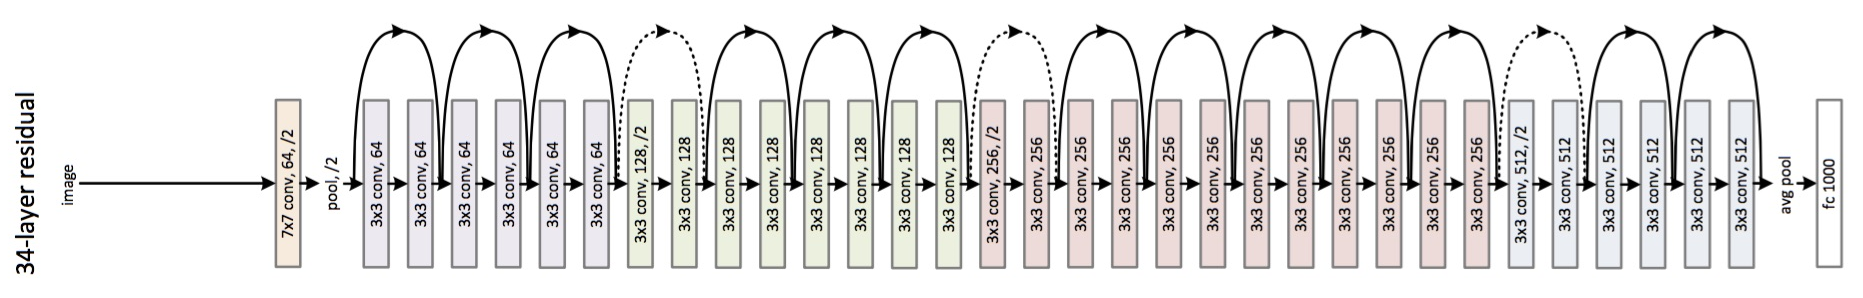 34-layer residual
image
7x7 conv, 64, /2
pool, /2
3x3 conv, 64
3x3 conv, 64
3x3 conv, 64
3x3 conv, 64
3x3 conv, 64
3x3 conv, 64
3x3 conv, 128, /2
3x3 conv, 128
3x3 conv, 128
3x3 conv, 128
3x3 conv, 128
3x3 conv, 128
3x3 conv, 128
3x3 conv, 128
3x3 conv, 256, /2
3x3 conv, 256
3x3 conv, 256
3x3 conv, 256
3x3 conv, 256
3x3 conv, 256
3x3 conv, 256
3x3 conv, 256
3x3 conv, 256
3x3 conv, 256
3x3 conv, 256
3x3 conv, 256
3x3 conv, 512, /2
3x3 conv, 512
3x3 conv, 512
3x3 conv, 512
3x3 conv, 512
3x3 conv, 512
avg pool
fc 1000